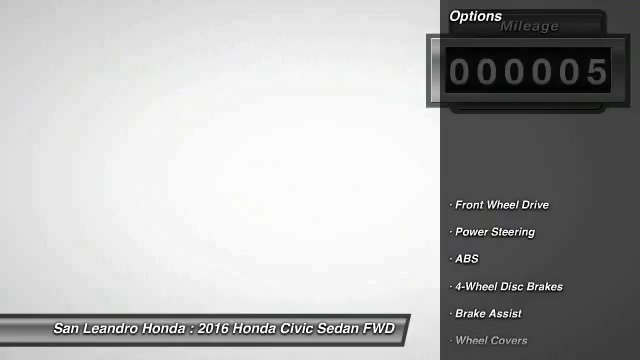 Options
Mileage
000005
· Front Wheel Drive
· Power Steering
· ABS
· 4-Wheel Disc Brakes
· Brake Assist
· Wheel Covers
San Leandro Honda : 2016 Honda Civic Sedan FWD